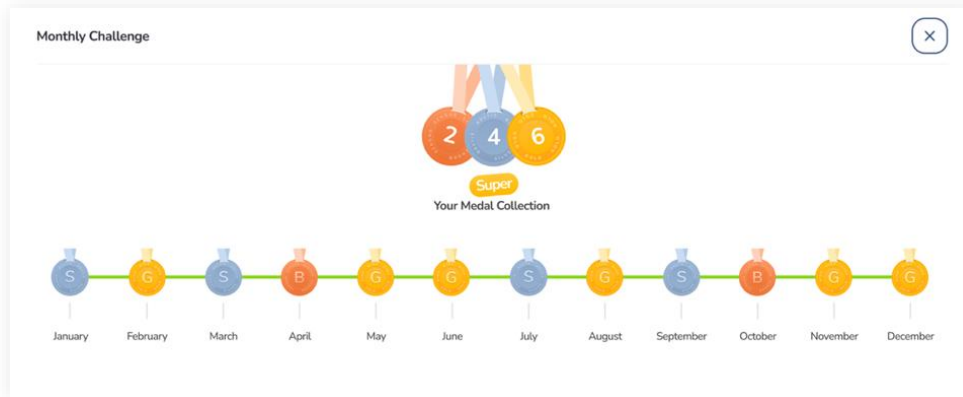 Monthly Challenge
2 4 6
Super
Your Medal Collection
S G S B G G S G S B G G
January February March April May June July August September October November December